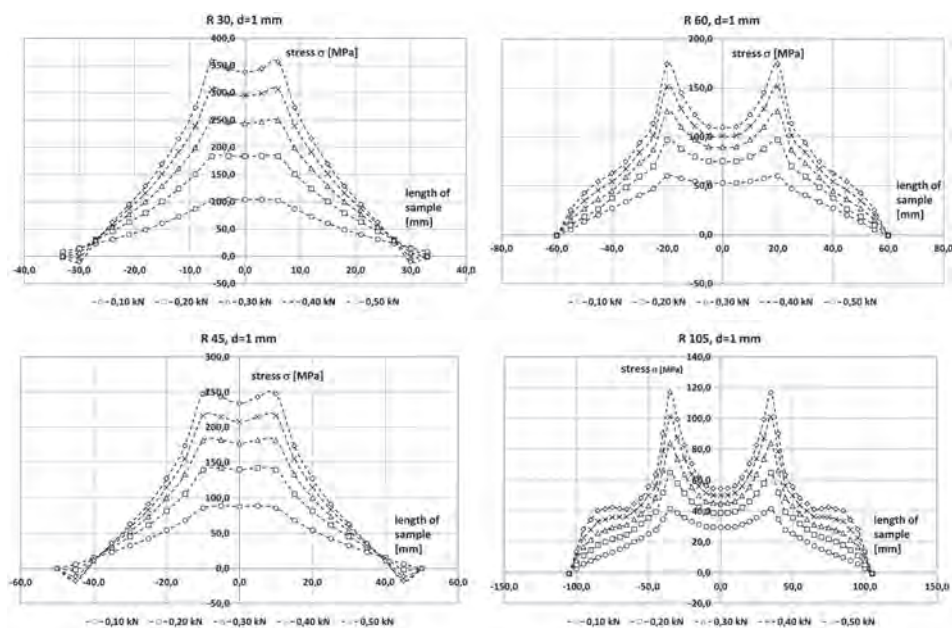 R 30, d=1 mm
400,0
stress σ [MPa]
350,0
300,0
250,0
200,0
150,0
length of
100,0
sample
50,0
[mm]
0,0
-40,0 -30,0 -20,0 -10,0 0,0 10,0 20,0 30,0 40,0
-50,0
0,10 kN 0,20 kN 0,30 kN 0,40 kN 0,50 kN
R 60, d=1 mm
200,0
stress σ [MPa]
150,0
100,0
50,0
length of
sample
[mm]
0,0
-80,0 -60,0 -40,0 -20,0 0,0 20,0 40,0 60,0 80,0
-50,0
0,10 kN 0,20 kN 0,30 kN 0,40 kN 0,50 kN
R 45, d=1 mm
300,0
stress σ [MPa]
250,0
200,0
150,0
100,0
50,0
length of
sample
[mm]
0,0
-60,0 -40,0 -20,0 0,0 20,0 40,0 60,0
-50,0
0,10 kN 0,20 kN 0,30 kN 0,40 kN 0,50 kN
R 105, d=1 mm
140,0
stress σ [MPa]
120,0
100,0
80,0
60,0
40,0
length of
20,0
sample
[mm]
0,0
-150,0 -100,0 -50,0 0,0 50,0 100,0 150,0
-20,0
0,10 kN 0,20 kN 0,30 kN 0,40 kN 0,50 kN